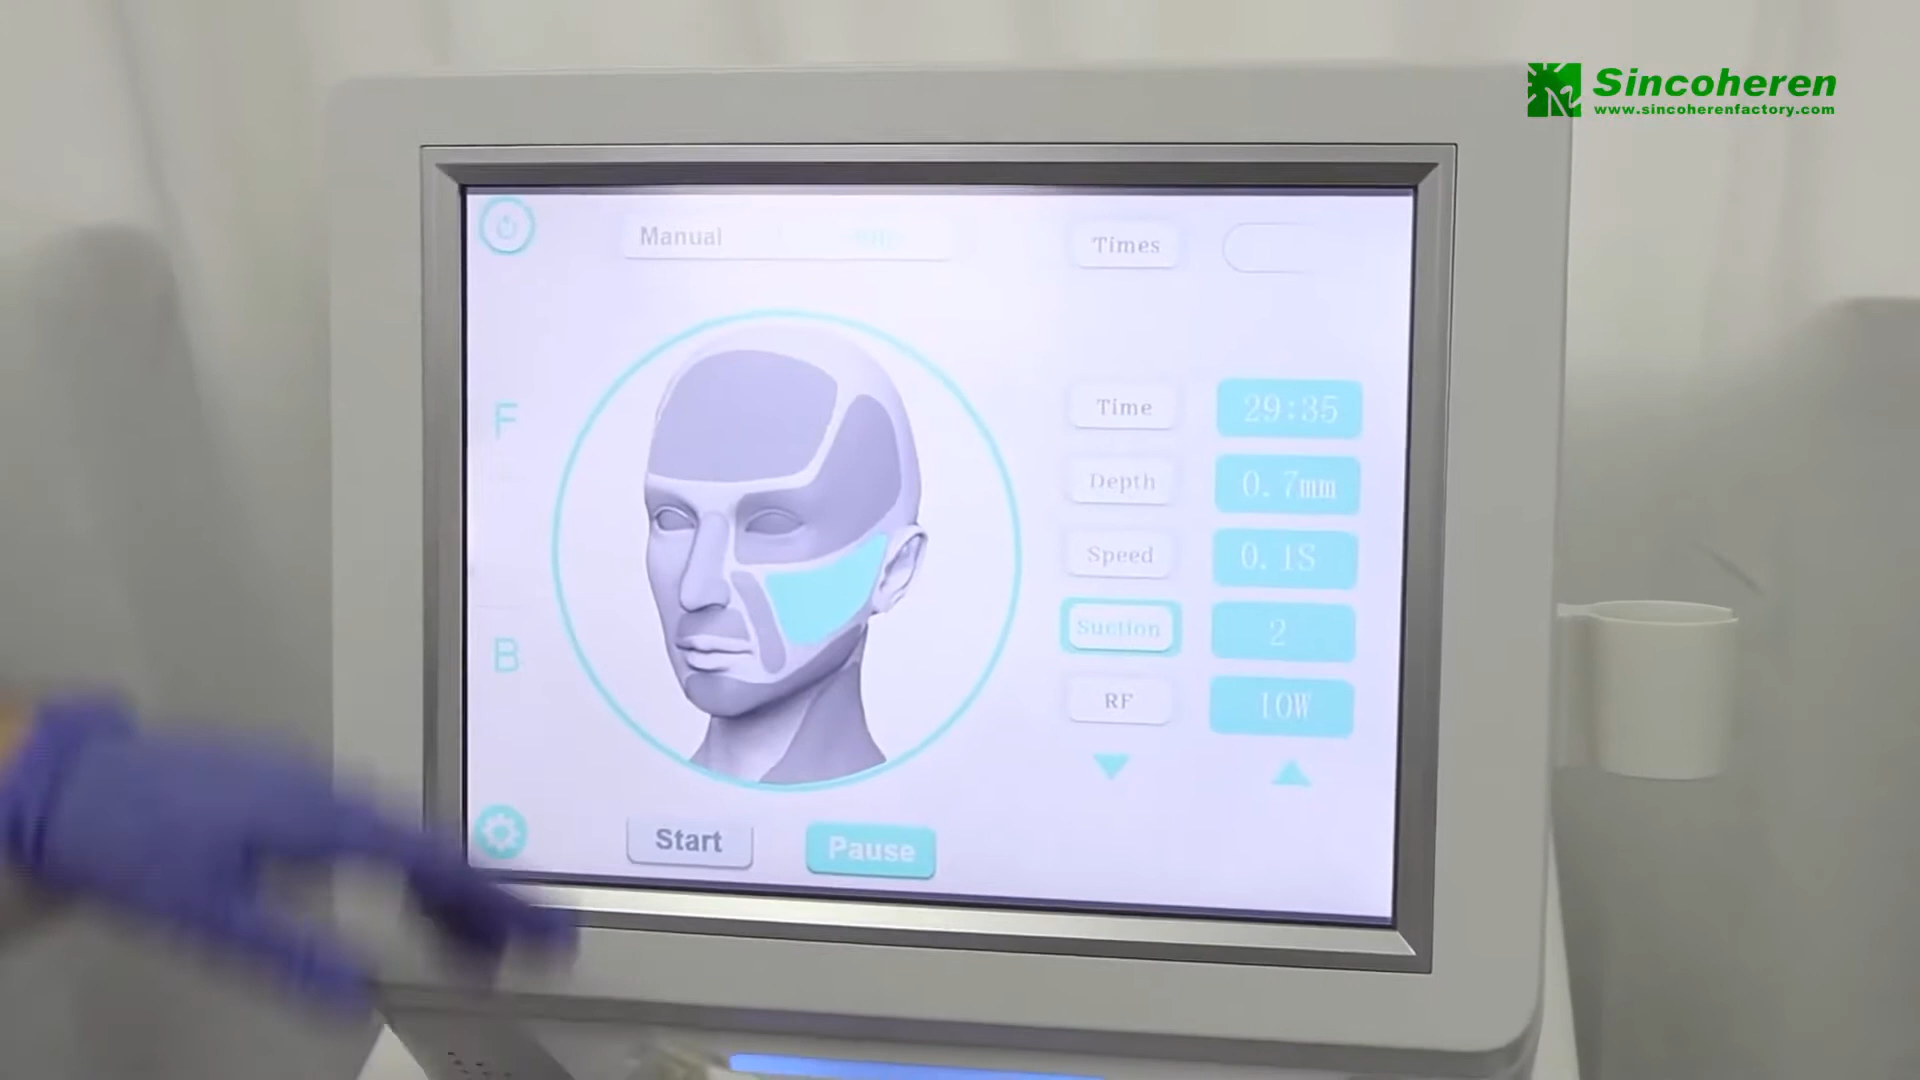 Sincoheren
www.sincoherenfactory.com
Manual
Times
F
Time
29:35
Depth
0.7mm
Speed
0.1S
Suction
2
B
RF
10W
Start
Pause